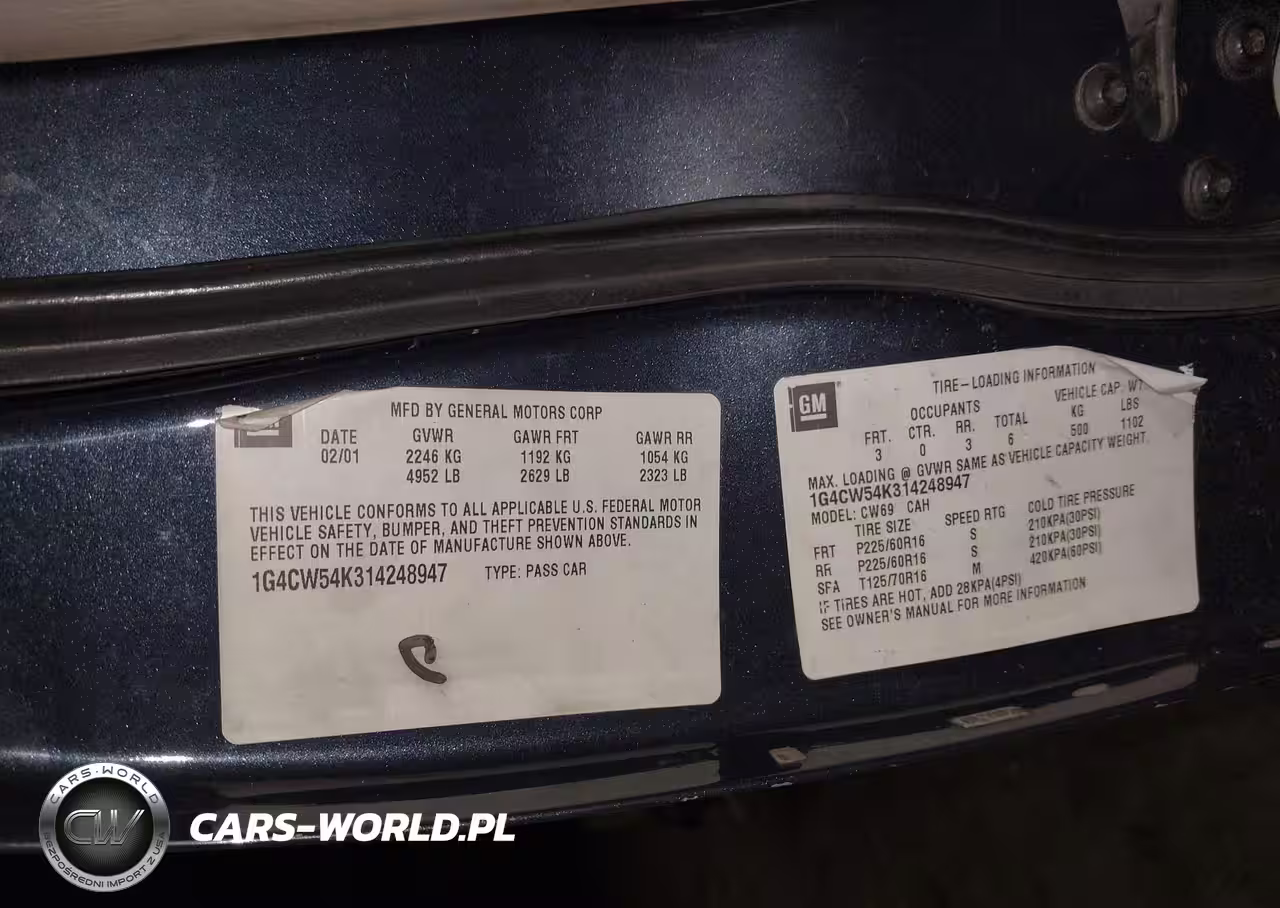 MFD BY GENERAL MOTORS CORP
DATE GVWR GAWR FRT GAWR RR
02/01 2246 KG 1192 KG 1054 KG
4952 LB 2629 LB 2323 LB
THIS VEHICLE CONFORMS TO ALL APPLICABLE U.S. FEDERAL MOTOR
VEHICLE SAFETY, BUMPER, AND THEFT PREVENTION STANDARDS IN
EFFECT ON THE DATE OF MANUFACTURE SHOWN ABOVE.
1G4CW54K314248947 TYPE: PASS CAR
GM
TIRE-LOADING INFORMATION
OCCUPANTS VEHICLE CAP. WT
FRT. CTR. RR. TOTAL KG LBS
3 0 3 6 500 1102
MAX. LOADING @ GVWR SAME AS VEHICLE CAPACITY WEIGHT.
1G4CW54K314248947
MODEL: CW69 CAH
TIRE SIZE SPEED RTG COLD TIRE PRESSURE
FRT P225/60R16 S 210KPA(30PSI)
RR P225/60R16 S 210KPA(30PSI)
SFA T125/70R16 M 420KPA(60PSI)
IF TIRES ARE HOT, ADD 28KPA(4PSI)
SEE OWNER'S MANUAL FOR MORE INFORMATION
CARS-WORLD
CW
BEZPOŚREDNI IMPORT Z USA
CARS-WORLD.PL